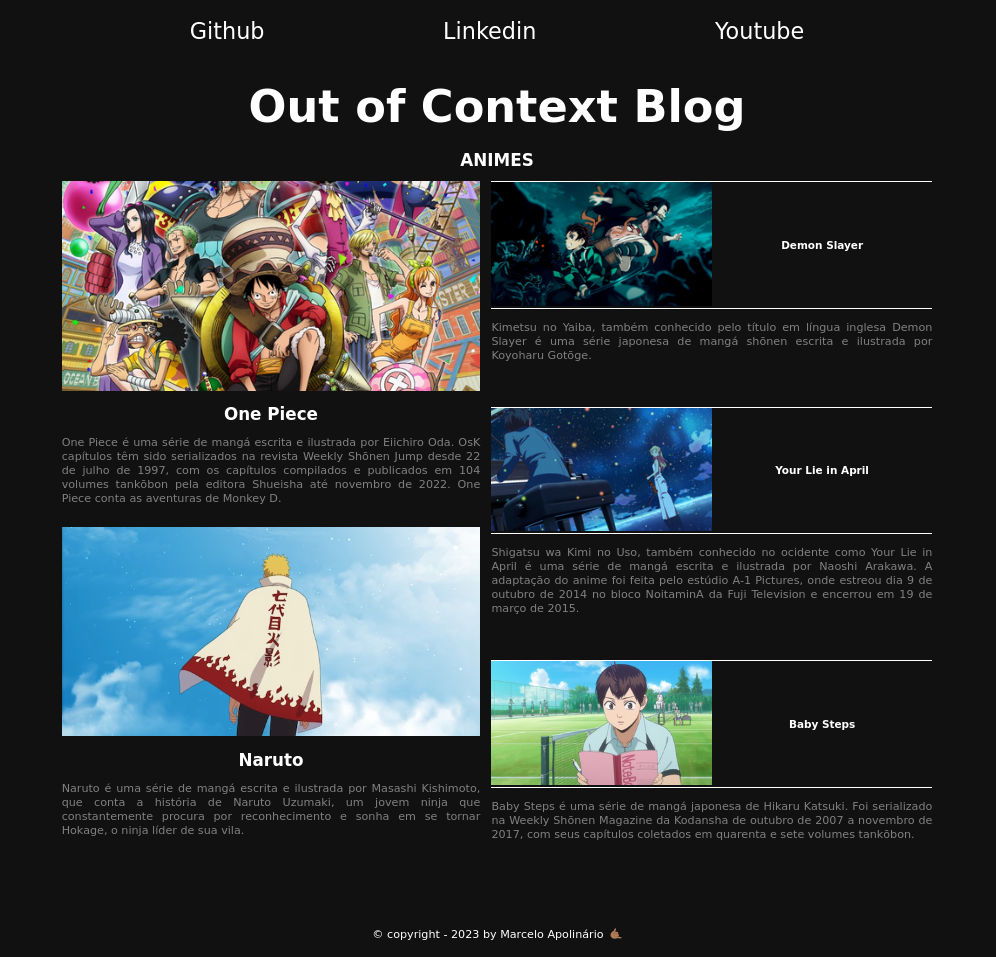 Github Linkedin Youtube
Out of Context Blog
ANIMES
One Piece
One Piece é uma série de mangá escrita e ilustrada por Eiichiro Oda. OsK
capítulos têm sido serializados na revista Weekly Shōnen Jump desde 22
de julho de 1997, com os capítulos compilados e publicados em 104
volumes tankōbon pela editora Shueisha até novembro de 2022. One
Piece conta as aventuras de Monkey D.
七代目火影
Naruto
Naruto é uma série de mangá escrita e ilustrada por Masashi Kishimoto,
que conta a história de Naruto Uzumaki, um jovem ninja que
constantemente procura por reconhecimento e sonha em se tornar
Hokage, o ninja líder de sua vila.
Demon Slayer
Kimetsu no Yaiba, também conhecido pelo título em língua inglesa Demon
Slayer é uma série japonesa de mangá shōnen escrita e ilustrada por
Koyoharu Gotōge.
Your Lie in April
Shigatsu wa Kimi no Uso, também conhecido no ocidente como Your Lie in
April é uma série de mangá escrita e ilustrada por Naoshi Arakawa. A
adaptação do anime foi feita pelo estúdio A-1 Pictures, onde estreou dia 9 de
outubro de 2014 no bloco NoitaminA da Fuji Television e encerrou em 19 de
março de 2015.
Baby Steps
Baby Steps é uma série de mangá japonesa de Hikaru Katsuki. Foi serializado
na Weekly Shōnen Magazine da Kodansha de outubro de 2007 a novembro de
2017, com seus capítulos coletados em quarenta e sete volumes tankōbon.
© copyright - 2023 by Marcelo Apolinário